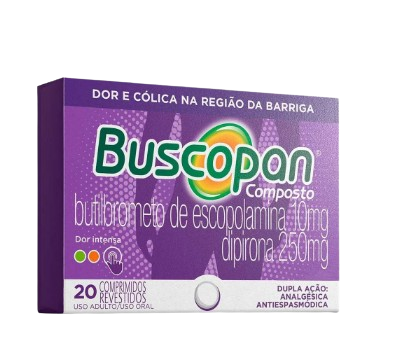 DOR E CÓLICA NA REGIÃO DA BARRIGA
Buscopan
Composto
butilbrometo de escopolamina 10mg
dipirona 250mg
Dor intensa
20 COMPRIMIDOS
REVESTIDOS
USO ADULTO/USO ORAL
DUPLA AÇÃO:
ANALGÉSICA
ANTIESPASMÓDICA